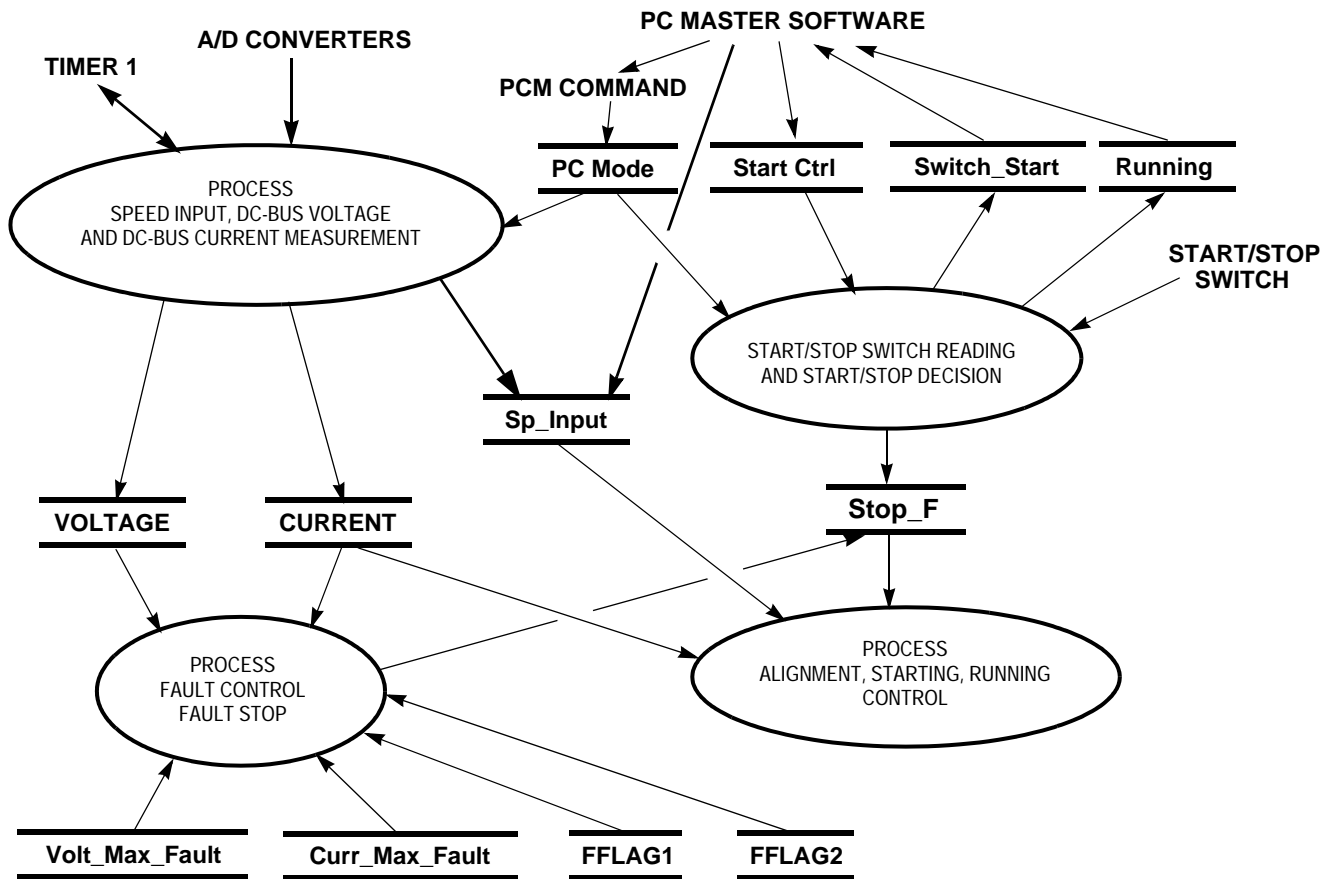 PC MASTER SOFTWARE
A/D CONVERTERS
TIMER 1
PCM COMMAND
PC Mode
Start Ctrl
Switch_Start
Running
PROCESS
SPEED INPUT, DC-BUS VOLTAGE
AND DC-BUS CURRENT MEASUREMENT
START/STOP
SWITCH
START/STOP SWITCH READING
AND START/STOP DECISION
Sp_Input
VOLTAGE
CURRENT
Stop_F
PROCESS
FAULT CONTROL
FAULT STOP
PROCESS
ALIGNMENT, STARTING, RUNNING
CONTROL
Volt_Max_Fault
Curr_Max_Fault
FFLAG1
FFLAG2